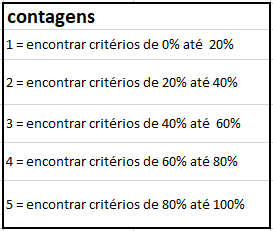 contagens
1 = encontrar critérios de 0% até 20%
2 = encontrar critérios de 20% até 40%
3 = encontrar critérios de 40% até 60%
4 = encontrar critérios de 60% até 80%
5 = encontrar critérios de 80% até 100%